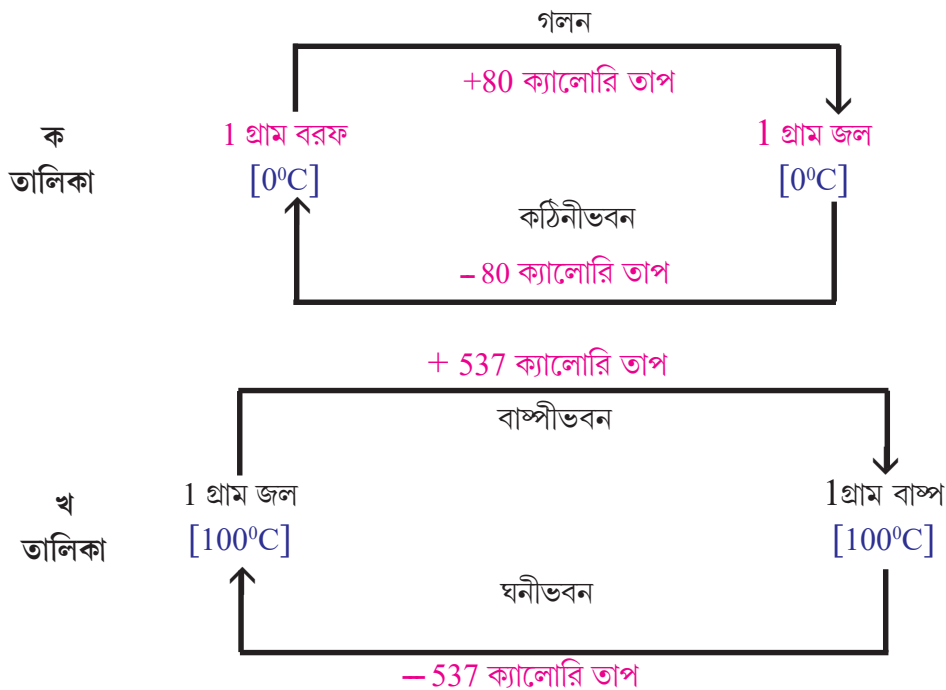 গলন
+80 ক্যালোরি তাপ
ক
তালিকা
1 গ্রাম বরফ
[0⁰C]
1 গ্রাম জল
[0⁰C]
কঠিনীভবন
– 80 ক্যালোরি তাপ
+ 537 ক্যালোরি তাপ
বাষ্পীভবন
খ
তালিকা
1 গ্রাম জল
[100⁰C]
1গ্রাম বাষ্প
[100⁰C]
ঘনীভবন
– 537 ক্যালোরি তাপ